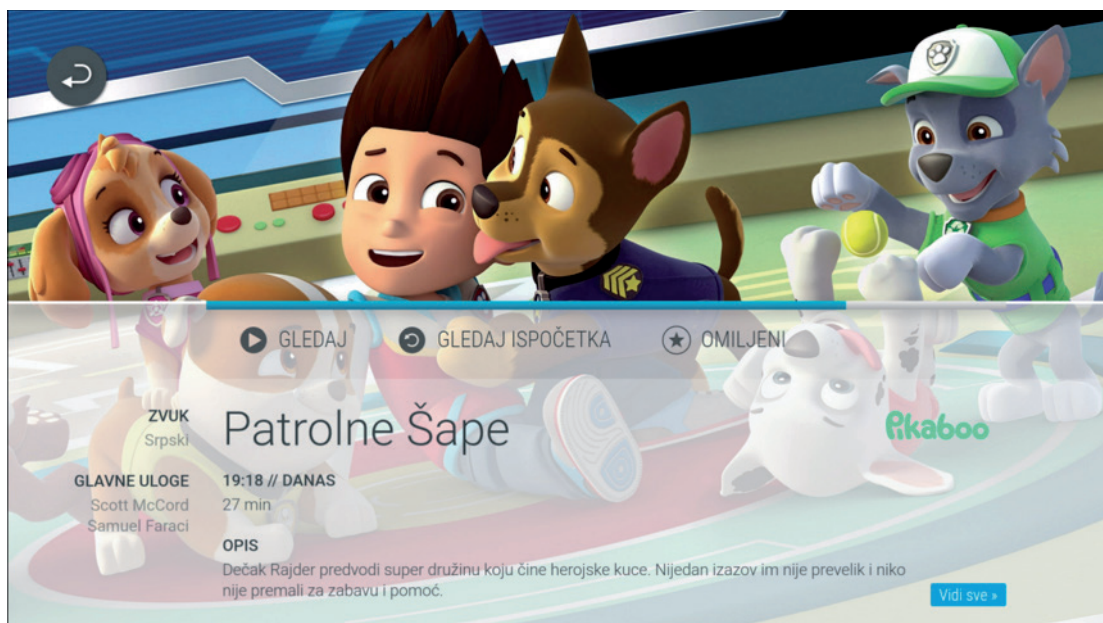 GLEDAJ
GLEDAJ ISPOČETKA
OMILJENI
ZVUK
Srpski
Patrolne Šape
Pikaboo
GLAVNE ULOGE
Scott McCord
Samuel Faraci
19:18 // DANAS
27 min
OPIS
Dečak Rajder predvodi super družinu koju čine herojske kuce. Nijedan izazov im nije prevelik i niko
nije premali za zabavu i pomoć.
Vidi sve »